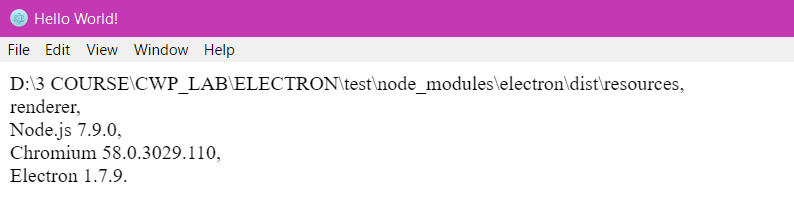 Hello World!
File Edit View Window Help
D:\3 COURSE\CWP_LAB\ELECTRON\test\node_modules\electron\dist\resources,
renderer,
Node.js 7.9.0,
Chromium 58.0.3029.110,
Electron 1.7.9.